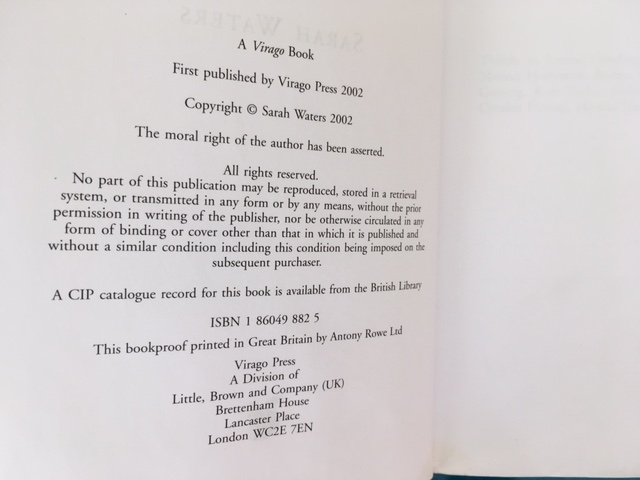 A Virago Book
First published by Virago Press 2002
Copyright © Sarah Waters 2002
The moral right of the author has been asserted.
All rights reserved.
No part of this publication may be reproduced, stored in a retrieval
system, or transmitted in any form or by any means, without the prior
permission in writing of the publisher, nor be otherwise circulated in any
form of binding or cover other than that in which it is published and
without a similar condition including this condition being imposed on the
subsequent purchaser.
A CIP catalogue record for this book is available from the British Library
ISBN 1 86049 882 5
This bookproof printed in Great Britain by Antony Rowe Ltd
Virago Press
A Division of
Little, Brown and Company (UK)
Brettenham House
Lancaster Place
London WC2E 7EN